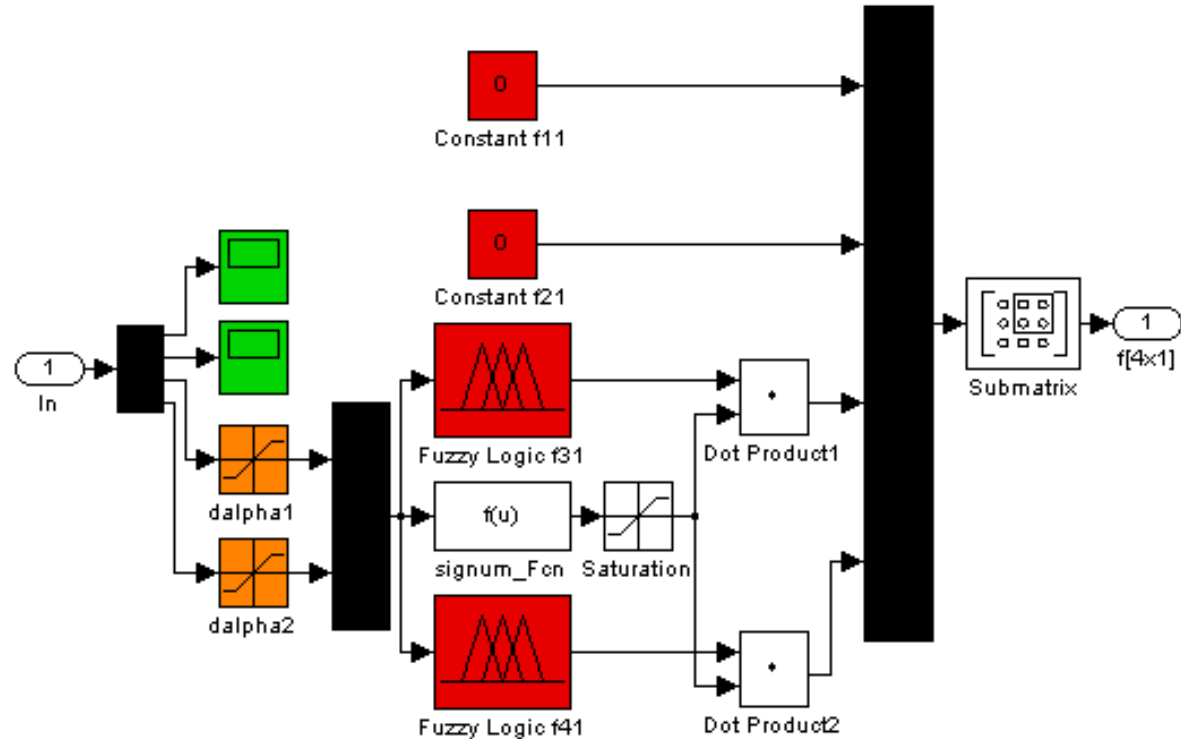 0
Constant f11
0
Constant f21
1
In
dalpha1
dalpha2
Fuzzy Logic f31
f(u)
signum_Fcn
Saturation
Fuzzy Logic f41
Dot Product1
Dot Product2
Submatrix
1
f[4x1]